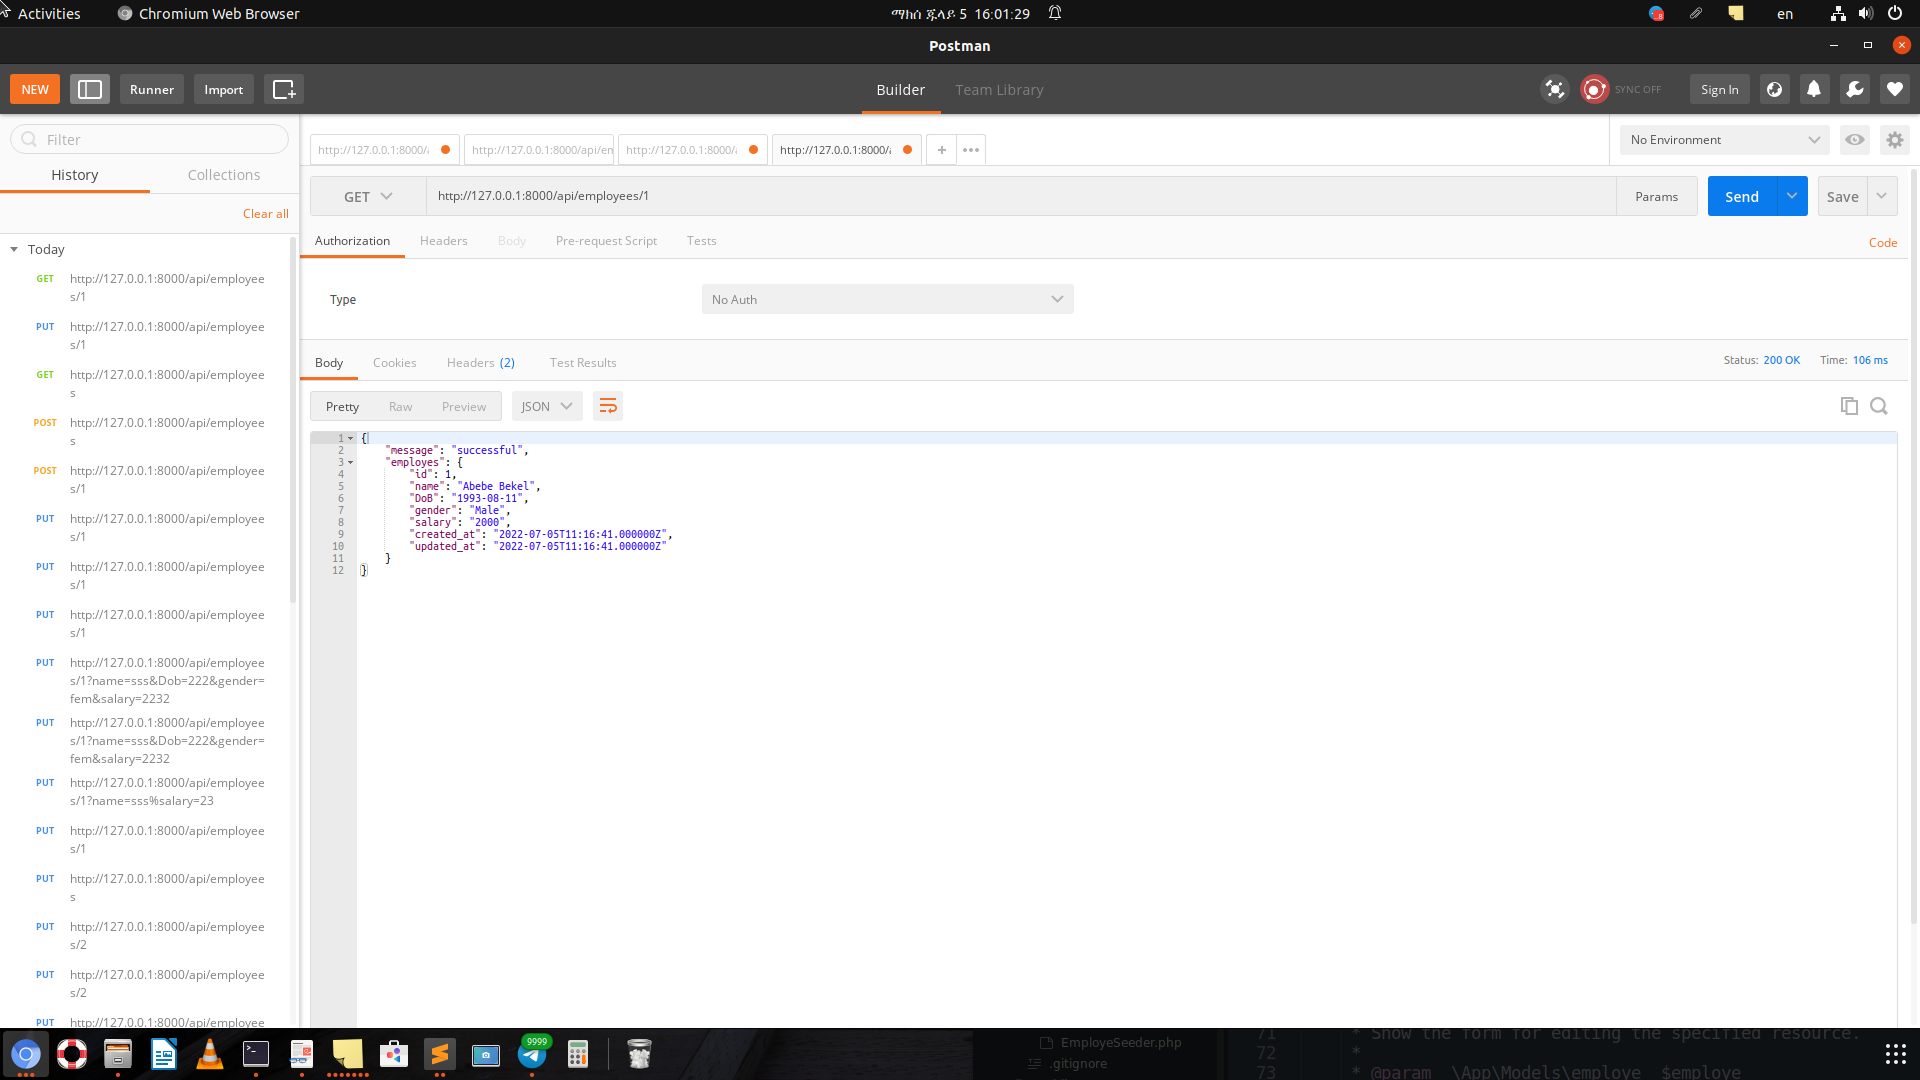 Activities
Chromium Web Browser
ማክሰ ጁላይ 5 16:01:29
en
Postman
NEW
Runner
Import
Builder
Team Library
SYNC OFF
Sign In
Filter
History
Collections
Clear all
Today
GET http://127.0.0.1:8000/api/employee
s/1
PUT http://127.0.0.1:8000/api/employee
s/1
GET http://127.0.0.1:8000/api/employee
s
POST http://127.0.0.1:8000/api/employee
s
POST http://127.0.0.1:8000/api/employee
s/1
PUT http://127.0.0.1:8000/api/employee
s/1
PUT http://127.0.0.1:8000/api/employee
s/1
PUT http://127.0.0.1:8000/api/employee
s/1
PUT http://127.0.0.1:8000/api/employee
s/1?name=sss&Dob=222&gender=
fem&salary=2232
PUT http://127.0.0.1:8000/api/employee
s/1?name=sss&Dob=222&gender=
fem&salary=2232
PUT http://127.0.0.1:8000/api/employee
s/1?name=sss%salary=23
PUT http://127.0.0.1:8000/api/employee
s/1
PUT http://127.0.0.1:8000/api/employee
s
PUT http://127.0.0.1:8000/api/employee
s/2
PUT http://127.0.0.1:8000/api/employee
s/2
PUT http://127.0.0.1:8000/api/employee
http://127.0.0.1:8000/
http://127.0.0.1:8000/api/em
http://127.0.0.1:8000/
http://127.0.0.1:8000/
No Environment
GET
http://127.0.0.1:8000/api/employees/1
Params
Send
Save
Authorization
Headers
Body
Pre-request Script
Tests
Code
Type
No Auth
Body
Cookies
Headers (2)
Test Results
Status: 200 OK
Time: 106 ms
Pretty
Raw
Preview
JSON
1 {
2 "message": "successful",
3 "employes": {
4 "id": 1,
5 "name": "Abebe Bekel",
6 "DoB": "1993-08-11",
7 "gender": "Male",
8 "salary": "2000",
9 "created_at": "2022-07-05T11:16:41.000000Z",
10 "updated_at": "2022-07-05T11:16:41.000000Z"
11 }
12 }
9999
EmployeSeeder.php
.gitignore
71 * Show the form for editing the specified resource.
72 *
73 * @param \App\Models\employe $employe